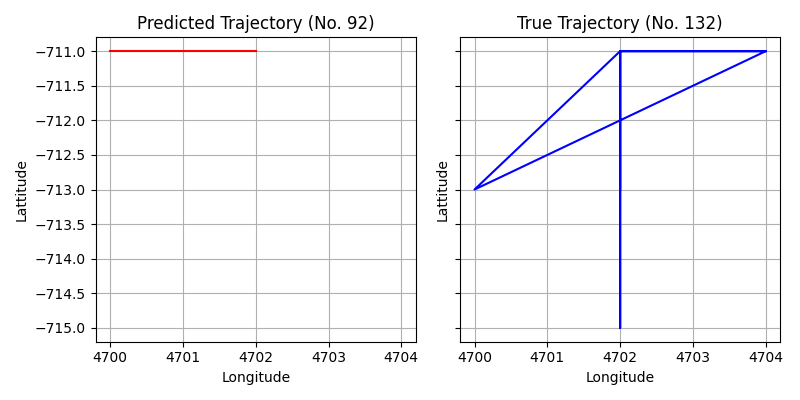 Predicted Trajectory (No. 92)
True Trajectory (No. 132)
−711.0
−711.5
−712.0
−712.5
−713.0
−713.5
−714.0
−714.5
−715.0
Lattitude
Lattitude
4700 4701 4702 4703 4704
4700 4701 4702 4703 4704
Longitude
Longitude